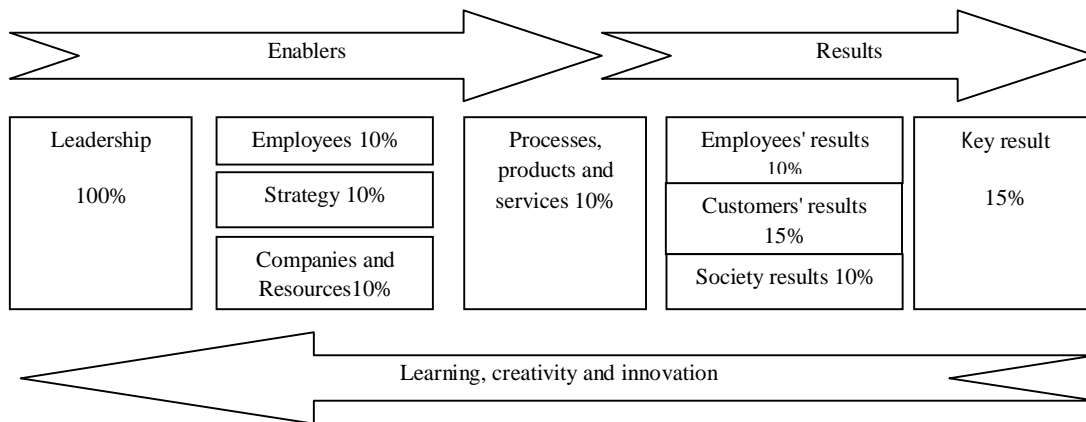 Enablers
Results
Leadership
100%
Employees 10%
Strategy 10%
Companies and
Resources10%
Processes,
products and
services 10%
Employees' results
10%
Customers' results
15%
Society results 10%
Key result
15%
Learning, creativity and innovation